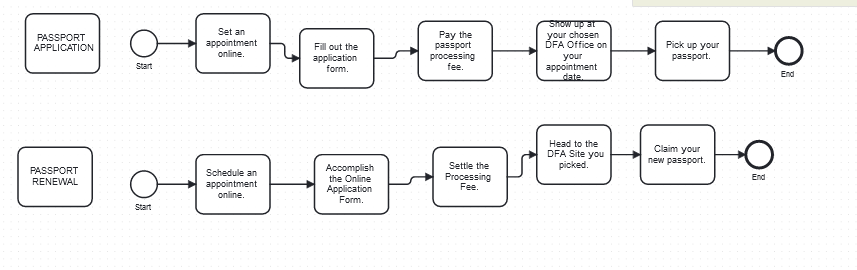 PASSPORT
APPLICATION
Start
Set an
appointment
online.
Fill out the
application
form.
Pay the
passport
processing
fee.
Show up at
your chosen
DFA Office on
your
appointment
date.
Pick up your
passport.
End
PASSPORT
RENEWAL
Start
Schedule an
appointment
online.
Accomplish
the Online
Application
Form.
Settle the
Processing
Fee.
Head to the
DFA Site you
picked.
Claim your
new passport.
End